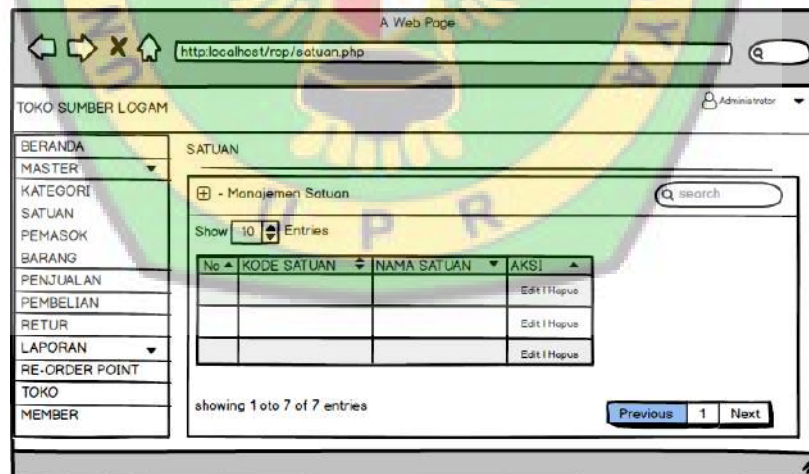 A Web Page
http:localhost/rop/satuan.php
TOKO SUMBER LOGAM
Administrator
BERANDA
MASTER
KATEGORI
SATUAN
PEMASOK
BARANG
PENJUALAN
PEMBELIAN
RETUR
LAPORAN
RE-ORDER POINT
TOKO
MEMBER
SATUAN
- Manajemen Satuan
search
Show 10 Entries
No KODE SATUAN NAMA SATUAN AKSI
Edit | Hapus
Edit | Hapus
Edit | Hapus
showing 1 oto 7 of 7 entries
Previous 1 Next
U P R